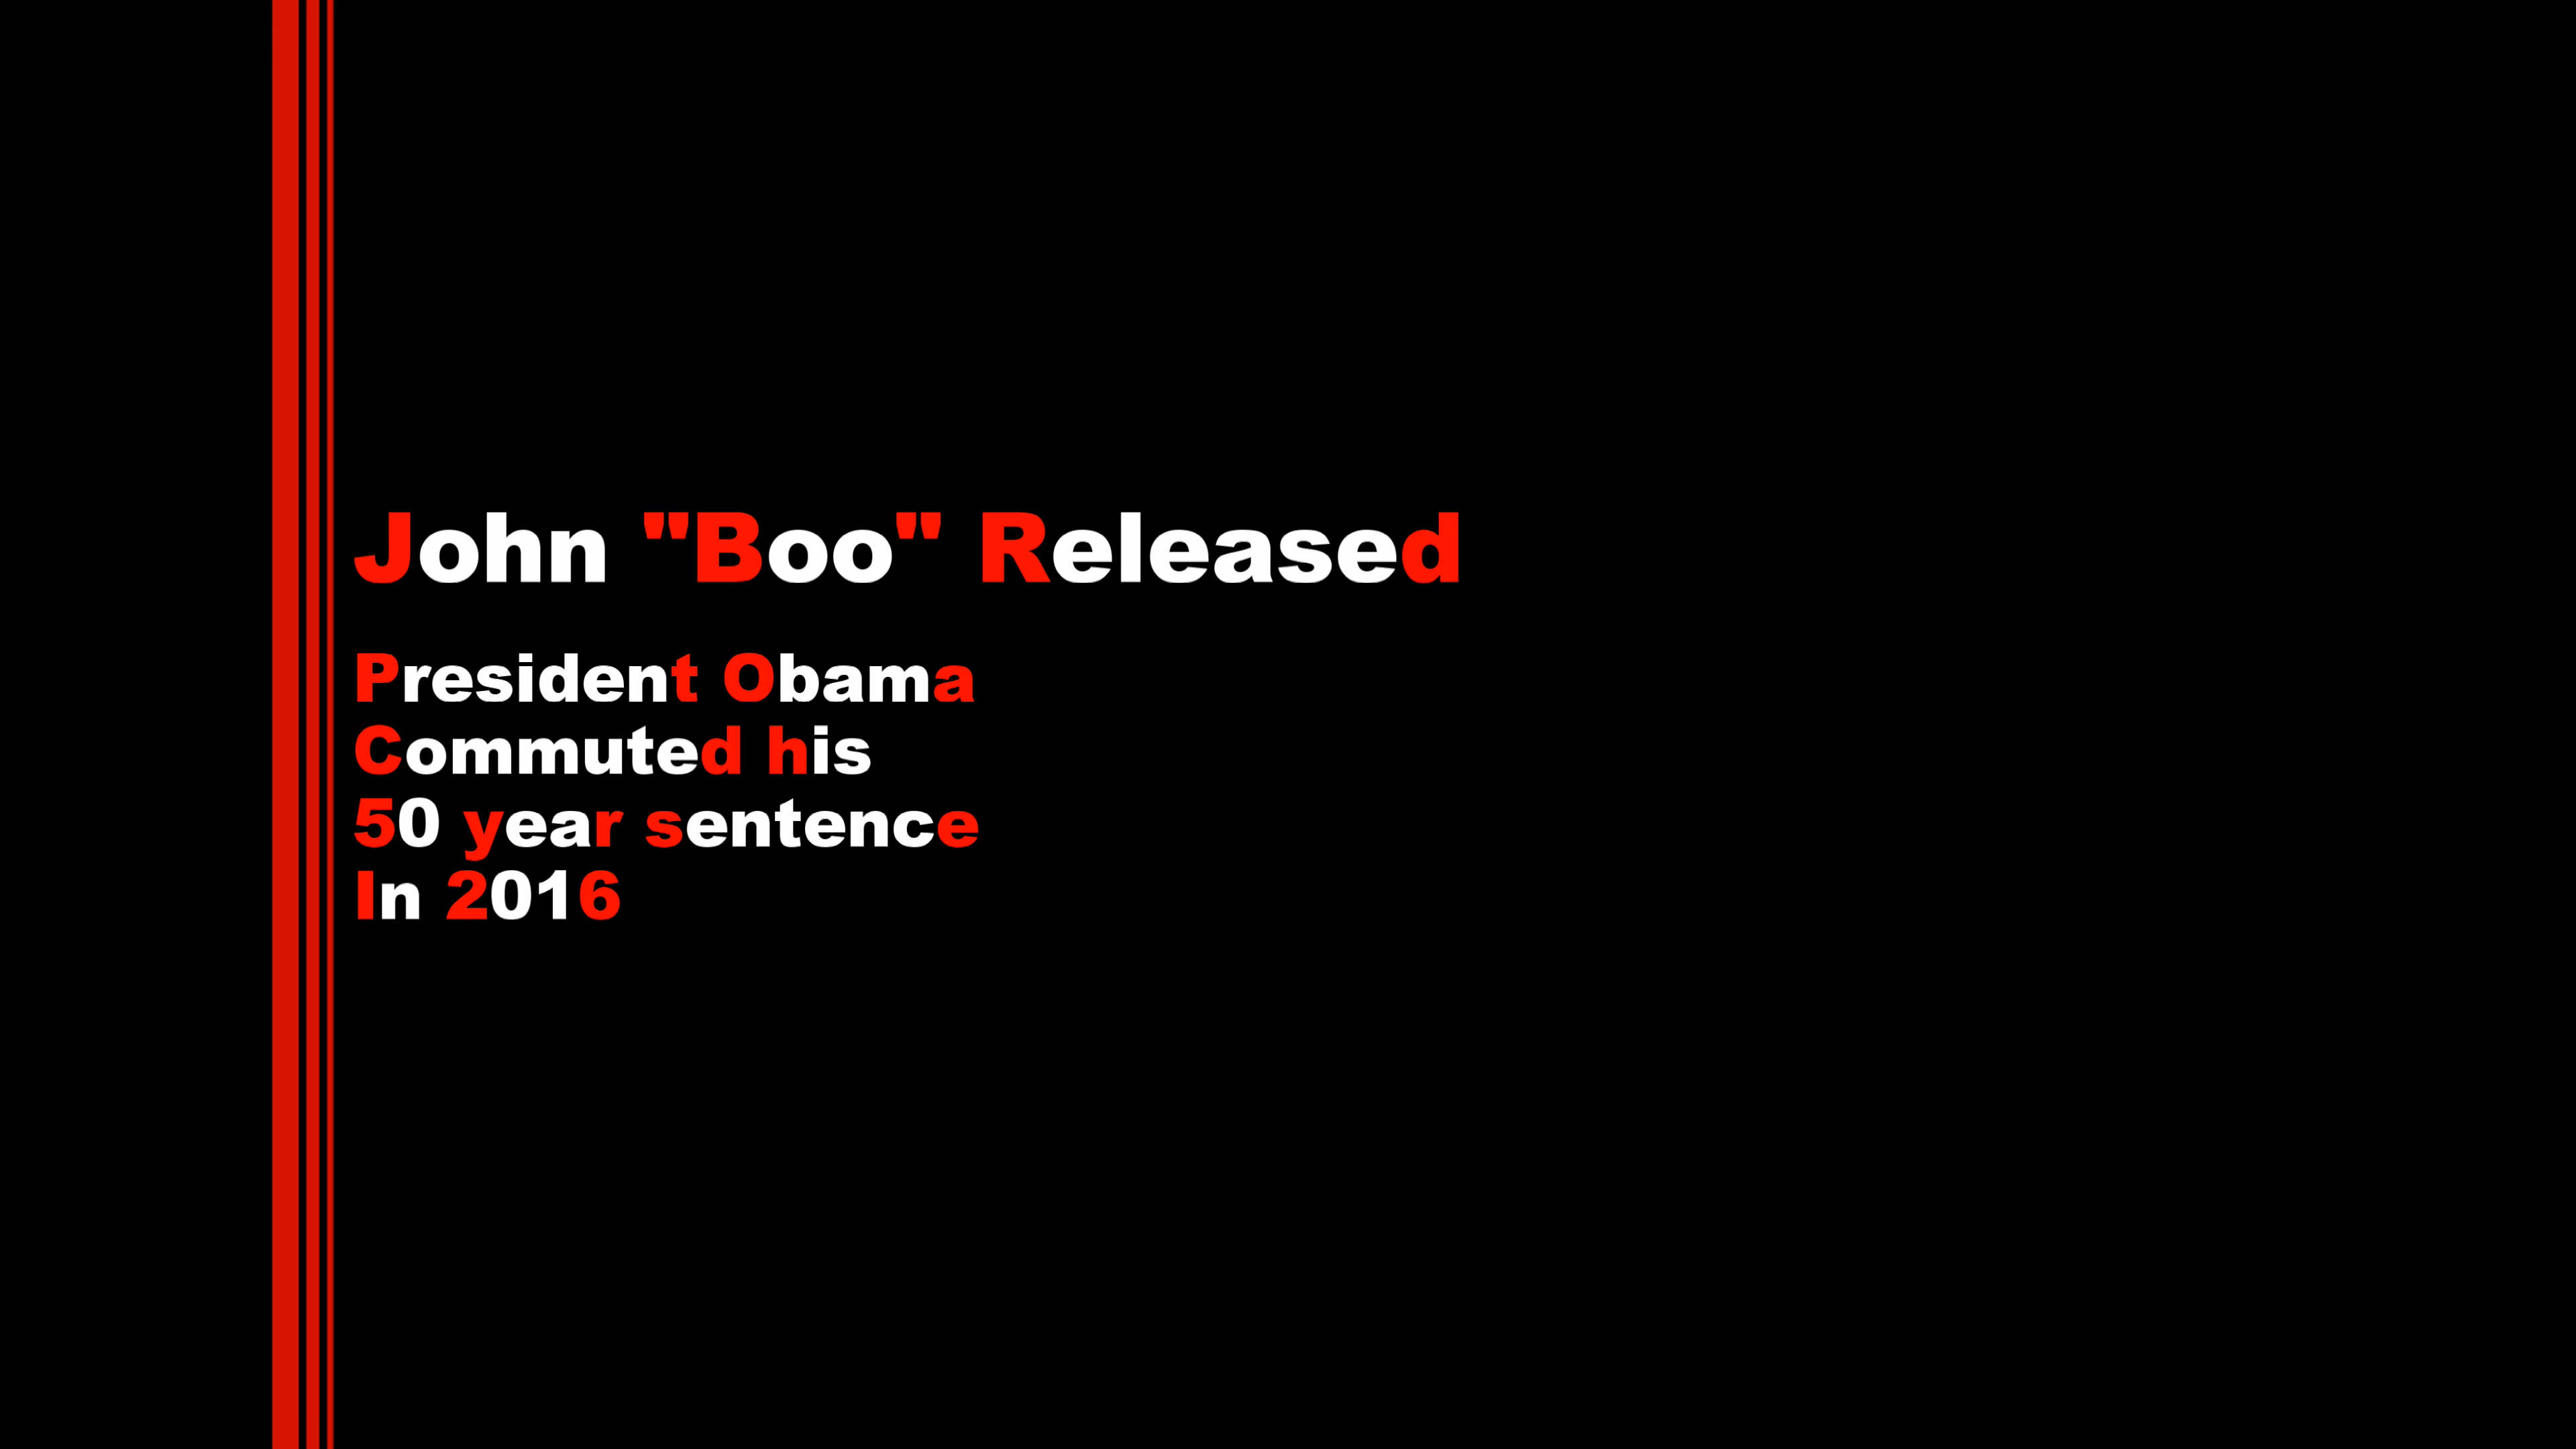 John "Boo" Released
President Obama
Commuted his
50 year sentence
In 2016